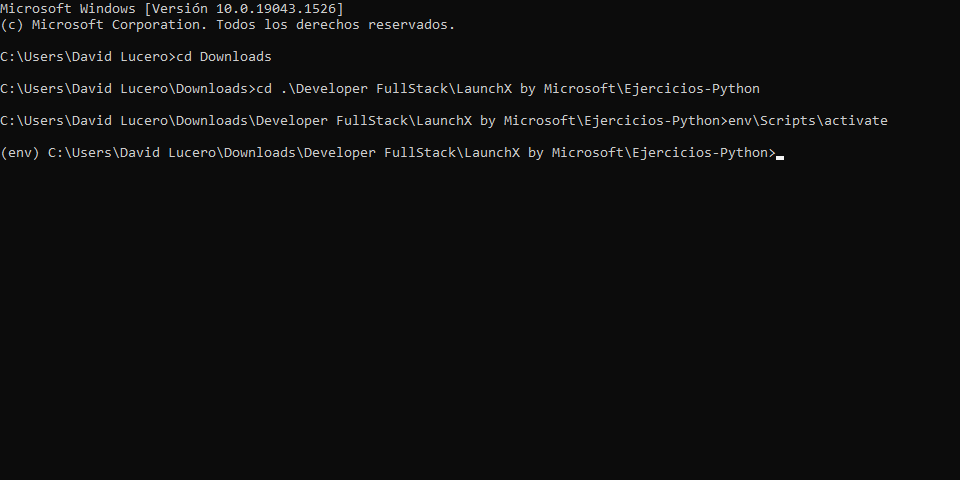 Microsoft Windows [Versión 10.0.19043.1526]
(c) Microsoft Corporation. Todos los derechos reservados.
C:\Users\David Lucero>cd Downloads
C:\Users\David Lucero\Downloads>cd .\Developer FullStack\LaunchX by Microsoft\Ejercicios-Python
C:\Users\David Lucero\Downloads\Developer FullStack\LaunchX by Microsoft\Ejercicios-Python>env\Scripts\activate
(env) C:\Users\David Lucero\Downloads\Developer FullStack\LaunchX by Microsoft\Ejercicios-Python>